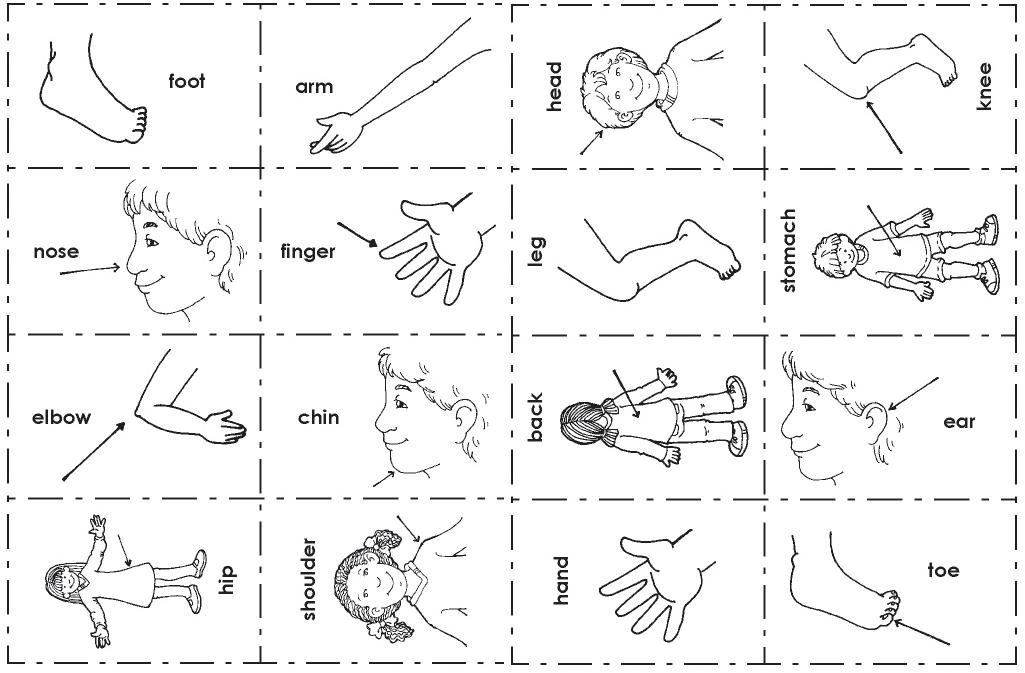 foot
arm
head
knee
nose
finger
leg
stomach
elbow
chin
back
ear
hip
shoulder
hand
toe